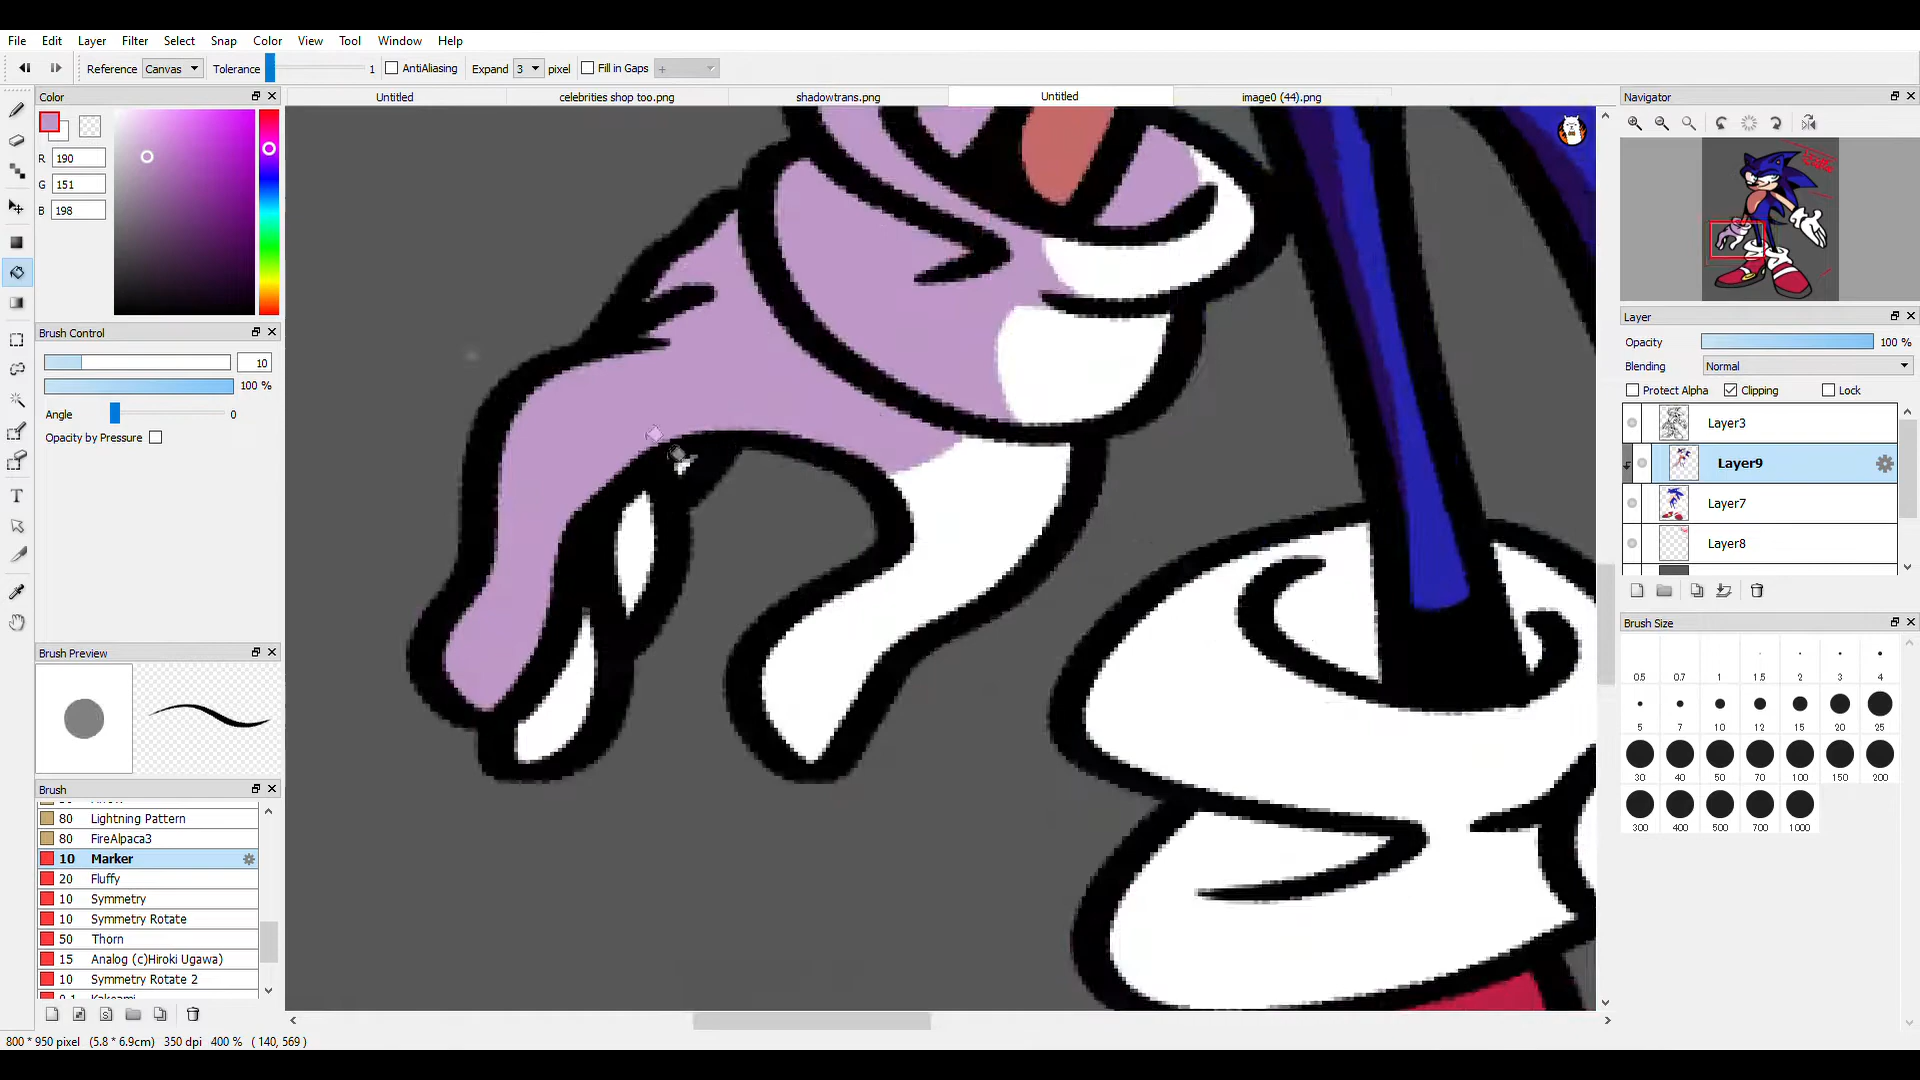 File Edit Layer Filter Select Snap Color View Tool Window Help
Reference Canvas Tolerance 1 AntiAliasing Expand 3 pixel Fill in Gaps +
Color
Untitled celebrities shop too.png shadowtrans.png Untitled image0 (44).png
Navigator
R 190
G 151
B 198
Brush Control
10
100 %
Angle 0
Opacity by Pressure
Layer
Opacity 100 %
Blending Normal
Protect Alpha Clipping Lock
Layer3
Layer9
Layer7
Layer8
T
Brush Size
0.5 0.7 1 1.5 2 3 4
5 7 10 12 15 20 25
30 40 50 70 100 150 200
300 400 500 700 1000
Brush Preview
Brush
80 Lightning Pattern
80 FireAlpaca3
10 Marker
20 Fluffy
10 Symmetry
10 Symmetry Rotate
50 Thorn
15 Analog (c)Hiroki Ugawa)
10 Symmetry Rotate 2
800 * 950 pixel (5.8 * 6.9cm) 350 dpi 400 % ( 140, 569 )